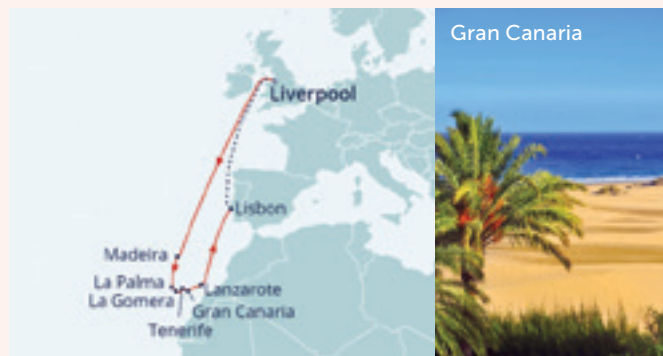 Liverpool
Lisbon
Madeira
La Palma
La Gomera
Lanzarote
Gran Canaria
Tenerife
Gran Canaria